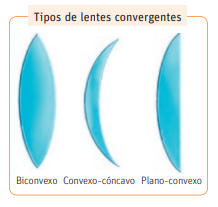 Tipos de lentes convergentes
Biconvexo Convexo-cóncavo Plano-convexo